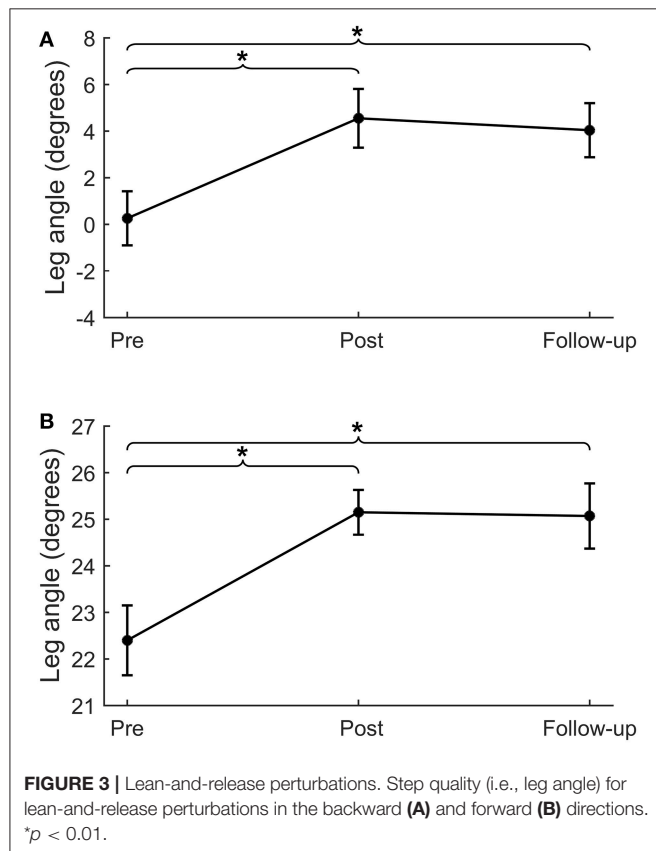 A
Leg angle (degrees)
8
6
4
2
0
-2
-4
*
*
Pre Post Follow-up
B
Leg angle (degrees)
27
26
25
24
23
22
21
*
*
Pre Post Follow-up
FIGURE 3 | Lean-and-release perturbations. Step quality (i.e., leg angle) for
lean-and-release perturbations in the backward (A) and forward (B) directions.
*p < 0.01.